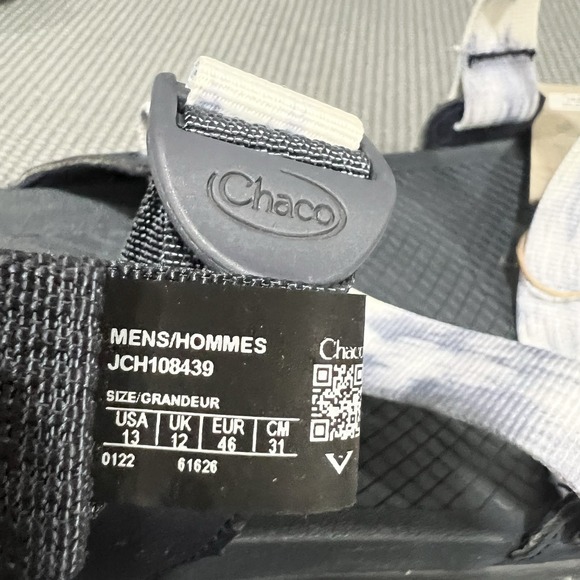 Chaco
MENS/HOMMES
JCH108439
Chaco
SIZE/GRANDEUR
USA UK EUR CM
13 12 46 31
0122 61626